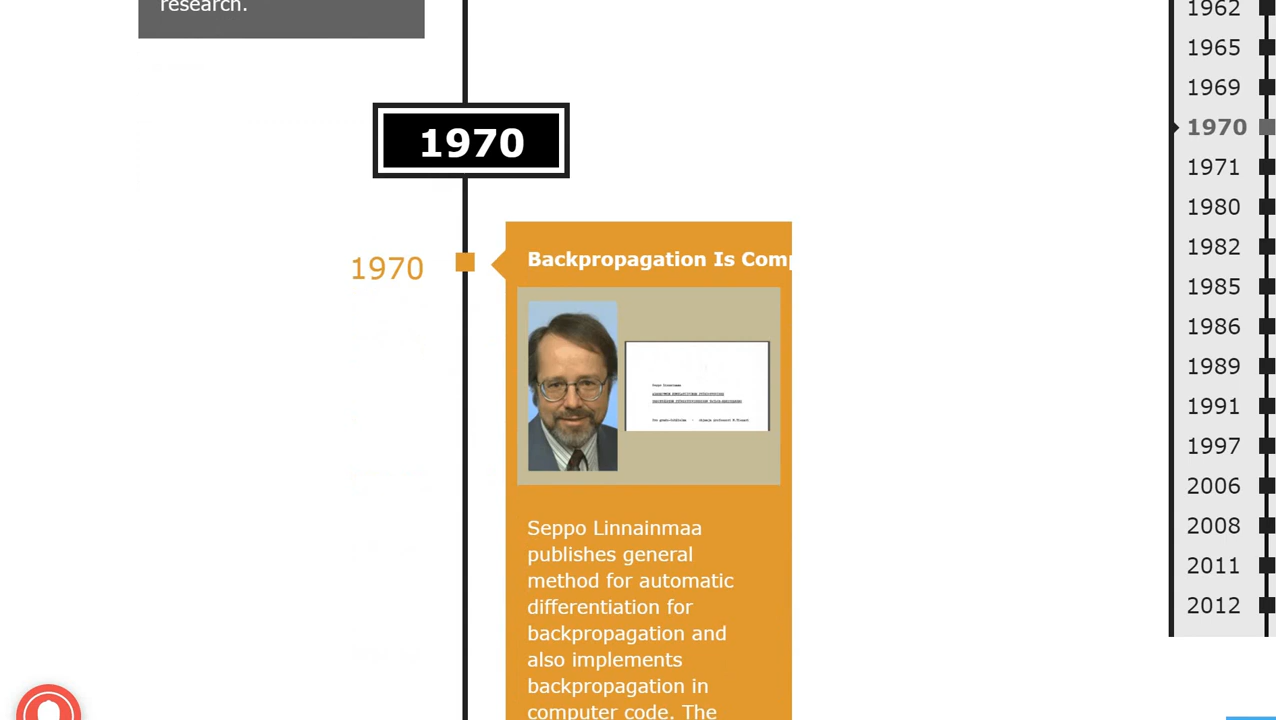 research.
1970
1970
Backpropagation Is Comp
Seppo Linnainmaa
publishes general
method for automatic
differentiation for
backpropagation and
also implements
backpropagation in
computer code. The
1962
1965
1969
1970
1971
1980
1982
1985
1986
1989
1991
1997
2006
2008
2011
2012